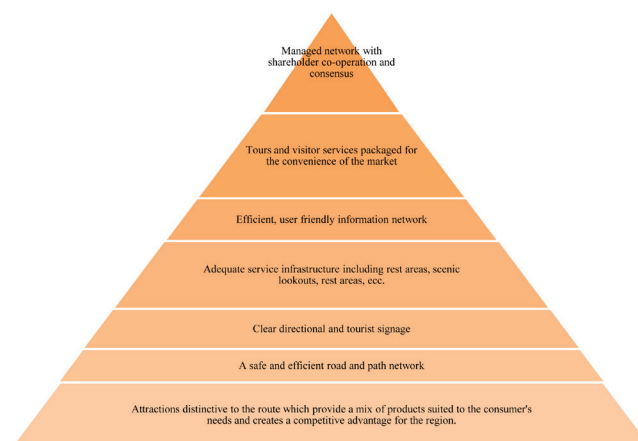 Managed network with
shareholder co-operation and
consensus
Tours and visitor services packaged for
the convenience of the market
Efficient, user friendly information network
Adequate service infrastructure including rest areas, scenic
lookouts, rest areas, ecc.
Clear directional and tourist signage
A safe and efficient road and path network
Attractions distinctive to the route which provide a mix of products suited to the consumer's
needs and creates a competitive advantage for the region.